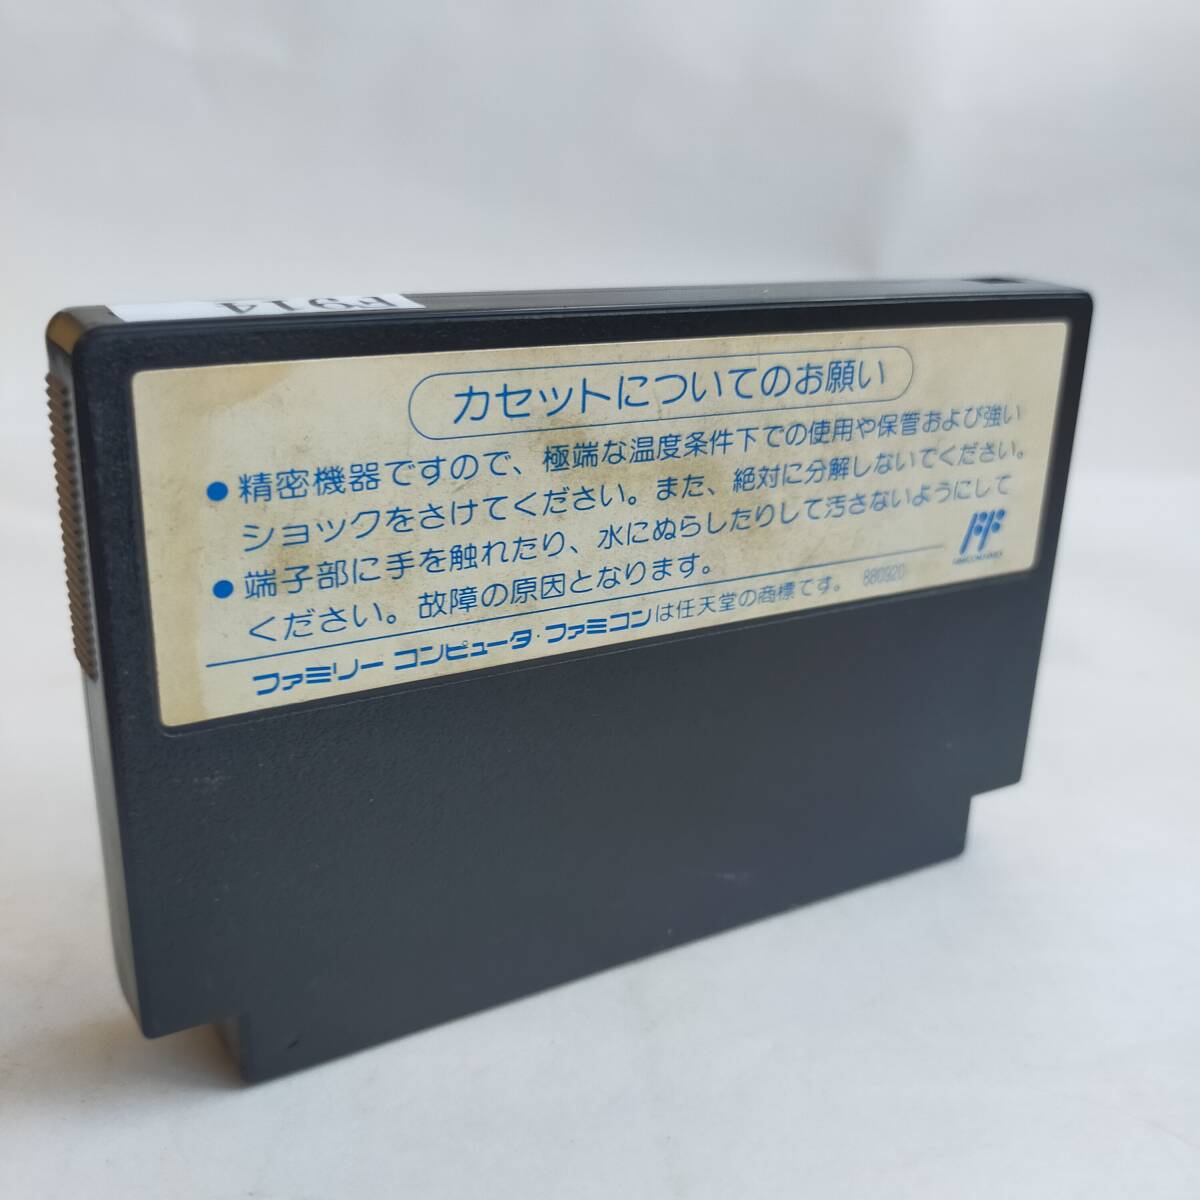 F914
カセットについてのお願い
● 精密機器ですので、極端な温度条件下での使用や保管および強い
ショックをさけてください。また、絶対に分解しないでください。
● 端子部に手を触れたり、水にぬらしたりして汚さないようにして
ください。故障の原因となります。
ファミリー コンピュータ・ファミコンは任天堂の商標です。 880920